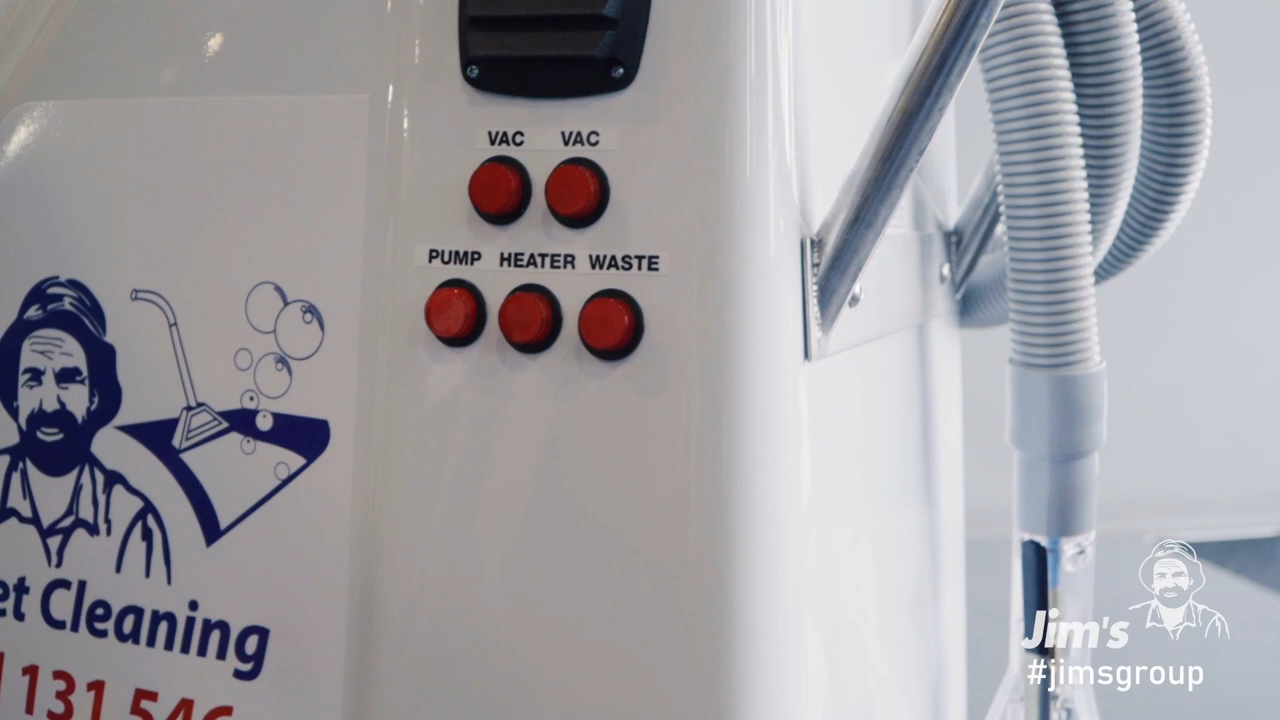 VAC VAC
PUMP HEATER WASTE
et Cleaning
131 546
Jim's
#jimsgroup